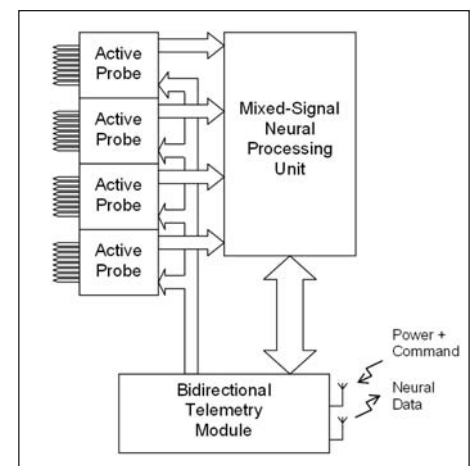 Active
Probe
Active
Probe
Active
Probe
Active
Probe
Mixed-Signal
Neural
Processing
Unit
Bidirectional
Telemetry
Module
Power +
Command
Neural
Data